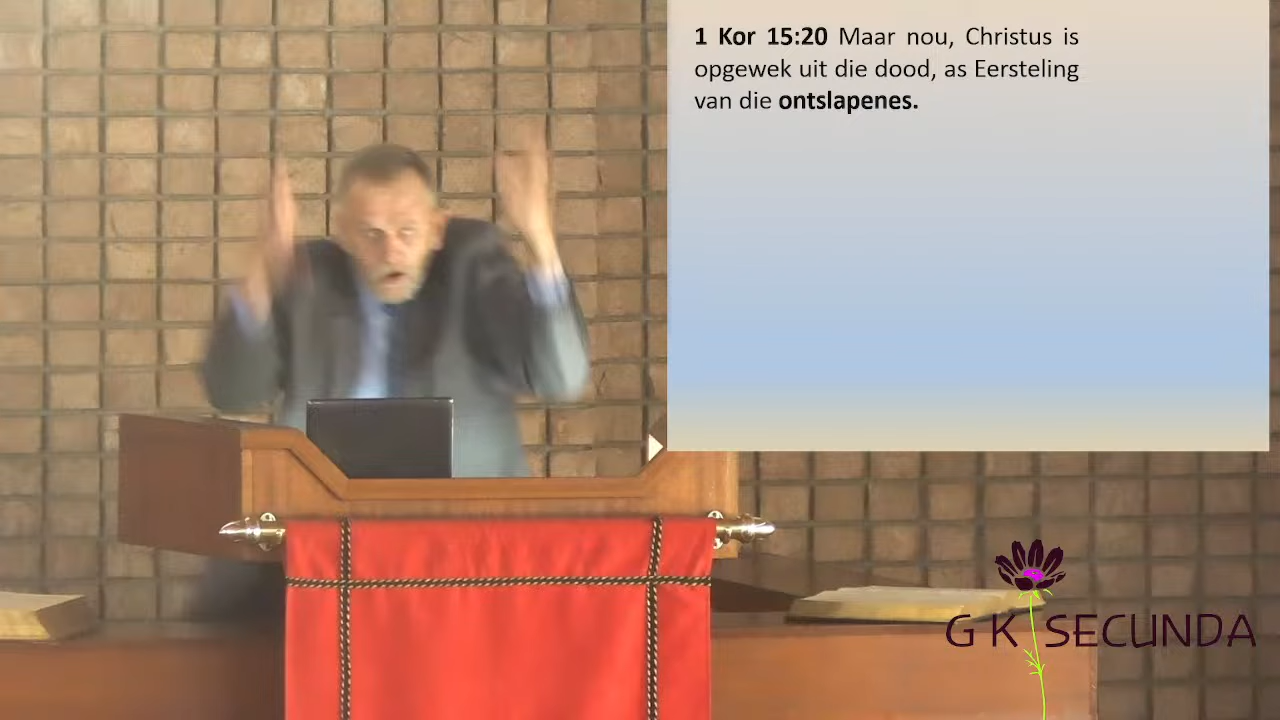 1 Kor 15:20 Maar nou, Christus is
opgewek uit die dood, as Eersteling
van die ontslapenes.
G K SECUNDA